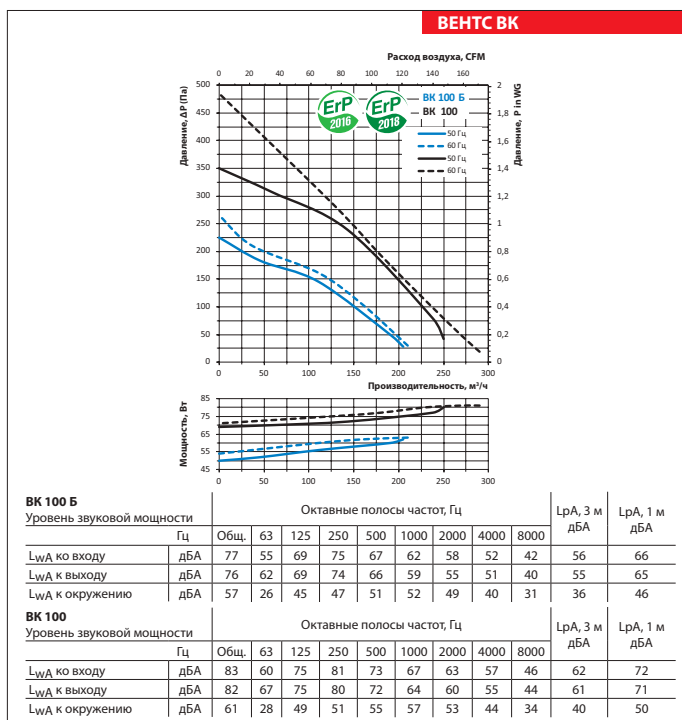 ВЕНТС ВК
Расход воздуха, CFM
0 20 40 60 80 100 120 140 160
Давление, ΔP (Па)
500
450
400
350
300
250
200
150
100
50
0
ErP
2016
ErP
2018
ВК 100 Б
ВК 100
50 Гц
60 Гц
50 Гц
60 Гц
2
1,8
1,6
1,4
1,2
1
0,8
0,6
0,4
0,2
0
Давление, P in WG
0 50 100 150 200 250 300
Производительность, м³/ч
Мощность, Вт
85
75
65
55
45
0 50 100 150 200 250 300
ВК 100 Б
Уровень звуковой мощности
Октавные полосы частот, Гц
LpA, 3 м дБА
LpA, 1 м дБА
Гц Общ. 63 125 250 500 1000 2000 4000 8000
LwA ко входу дБА 77 55 69 75 67 62 58 52 42 56 66
LwA к выходу дБА 76 62 69 74 66 59 55 51 40 55 65
LwA к окружению дБА 57 26 45 47 51 52 49 40 31 36 46
ВК 100
Уровень звуковой мощности
Октавные полосы частот, Гц
LpA, 3 м дБА
LpA, 1 м дБА
Гц Общ. 63 125 250 500 1000 2000 4000 8000
LwA ко входу дБА 83 60 75 81 73 67 63 57 46 62 72
LwA к выходу дБА 82 67 75 80 72 64 60 55 44 61 71
LwA к окружению дБА 61 28 49 51 55 57 53 44 34 40 50